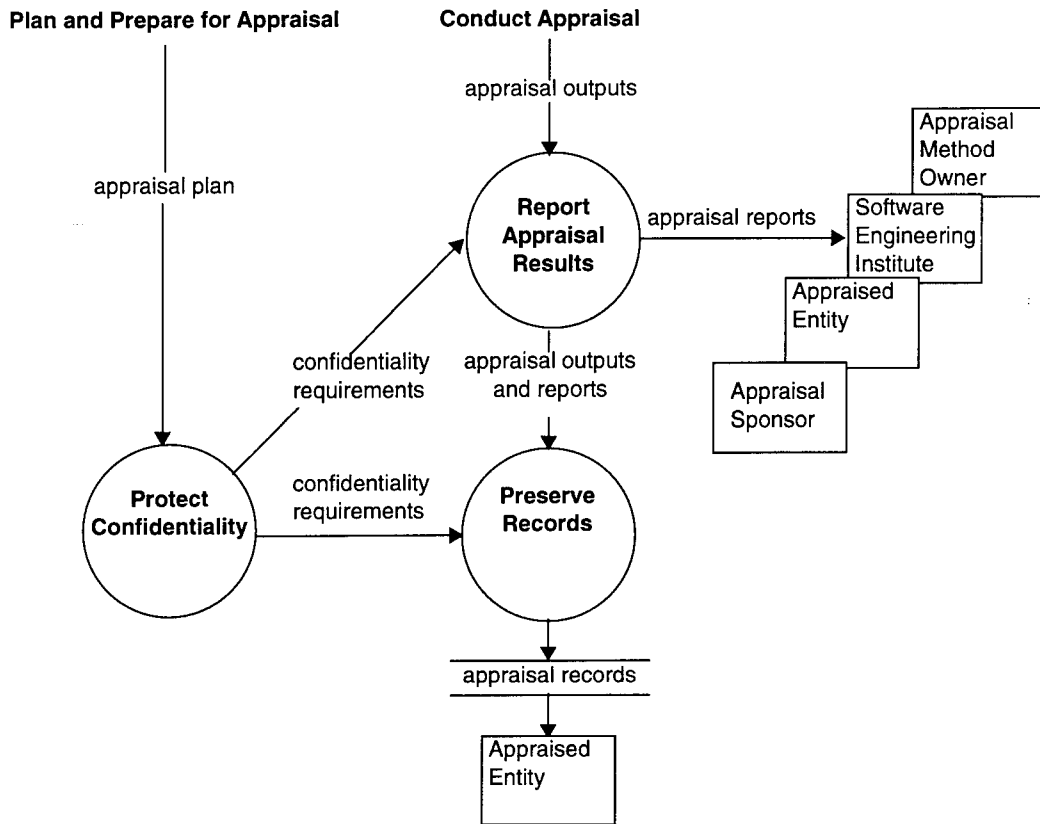 Plan and Prepare for Appraisal
Conduct Appraisal
appraisal outputs
Appraisal
Method
Owner
appraisal plan
Report
Appraisal
Results
appraisal reports
Software
Engineering
Institute
Appraised
Entity
confidentiality
requirements
appraisal outputs
and reports
Appraisal
Sponsor
Protect
Confidentiality
confidentiality
requirements
Preserve
Records
appraisal records
Appraised
Entity